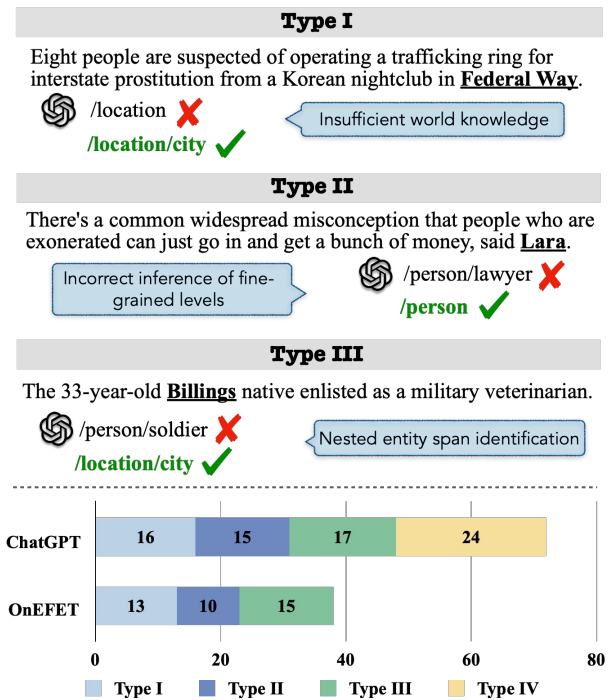 Type I
Eight people are suspected of operating a trafficking ring for
interstate prostitution from a Korean nightclub in Federal Way.
/location
/location/city
Insufficient world knowledge
Type II
There's a common widespread misconception that people who are
exonerated can just go in and get a bunch of money, said Lara.
Incorrect inference of fine-
grained levels
/person/lawyer
/person
Type III
The 33-year-old Billings native enlisted as a military veterinarian.
/person/soldier
/location/city
Nested entity span identification
ChatGPT 16 15 17 24
OnEFET 13 10 15
0 20 40 60 80
Type I Type II Type III Type IV